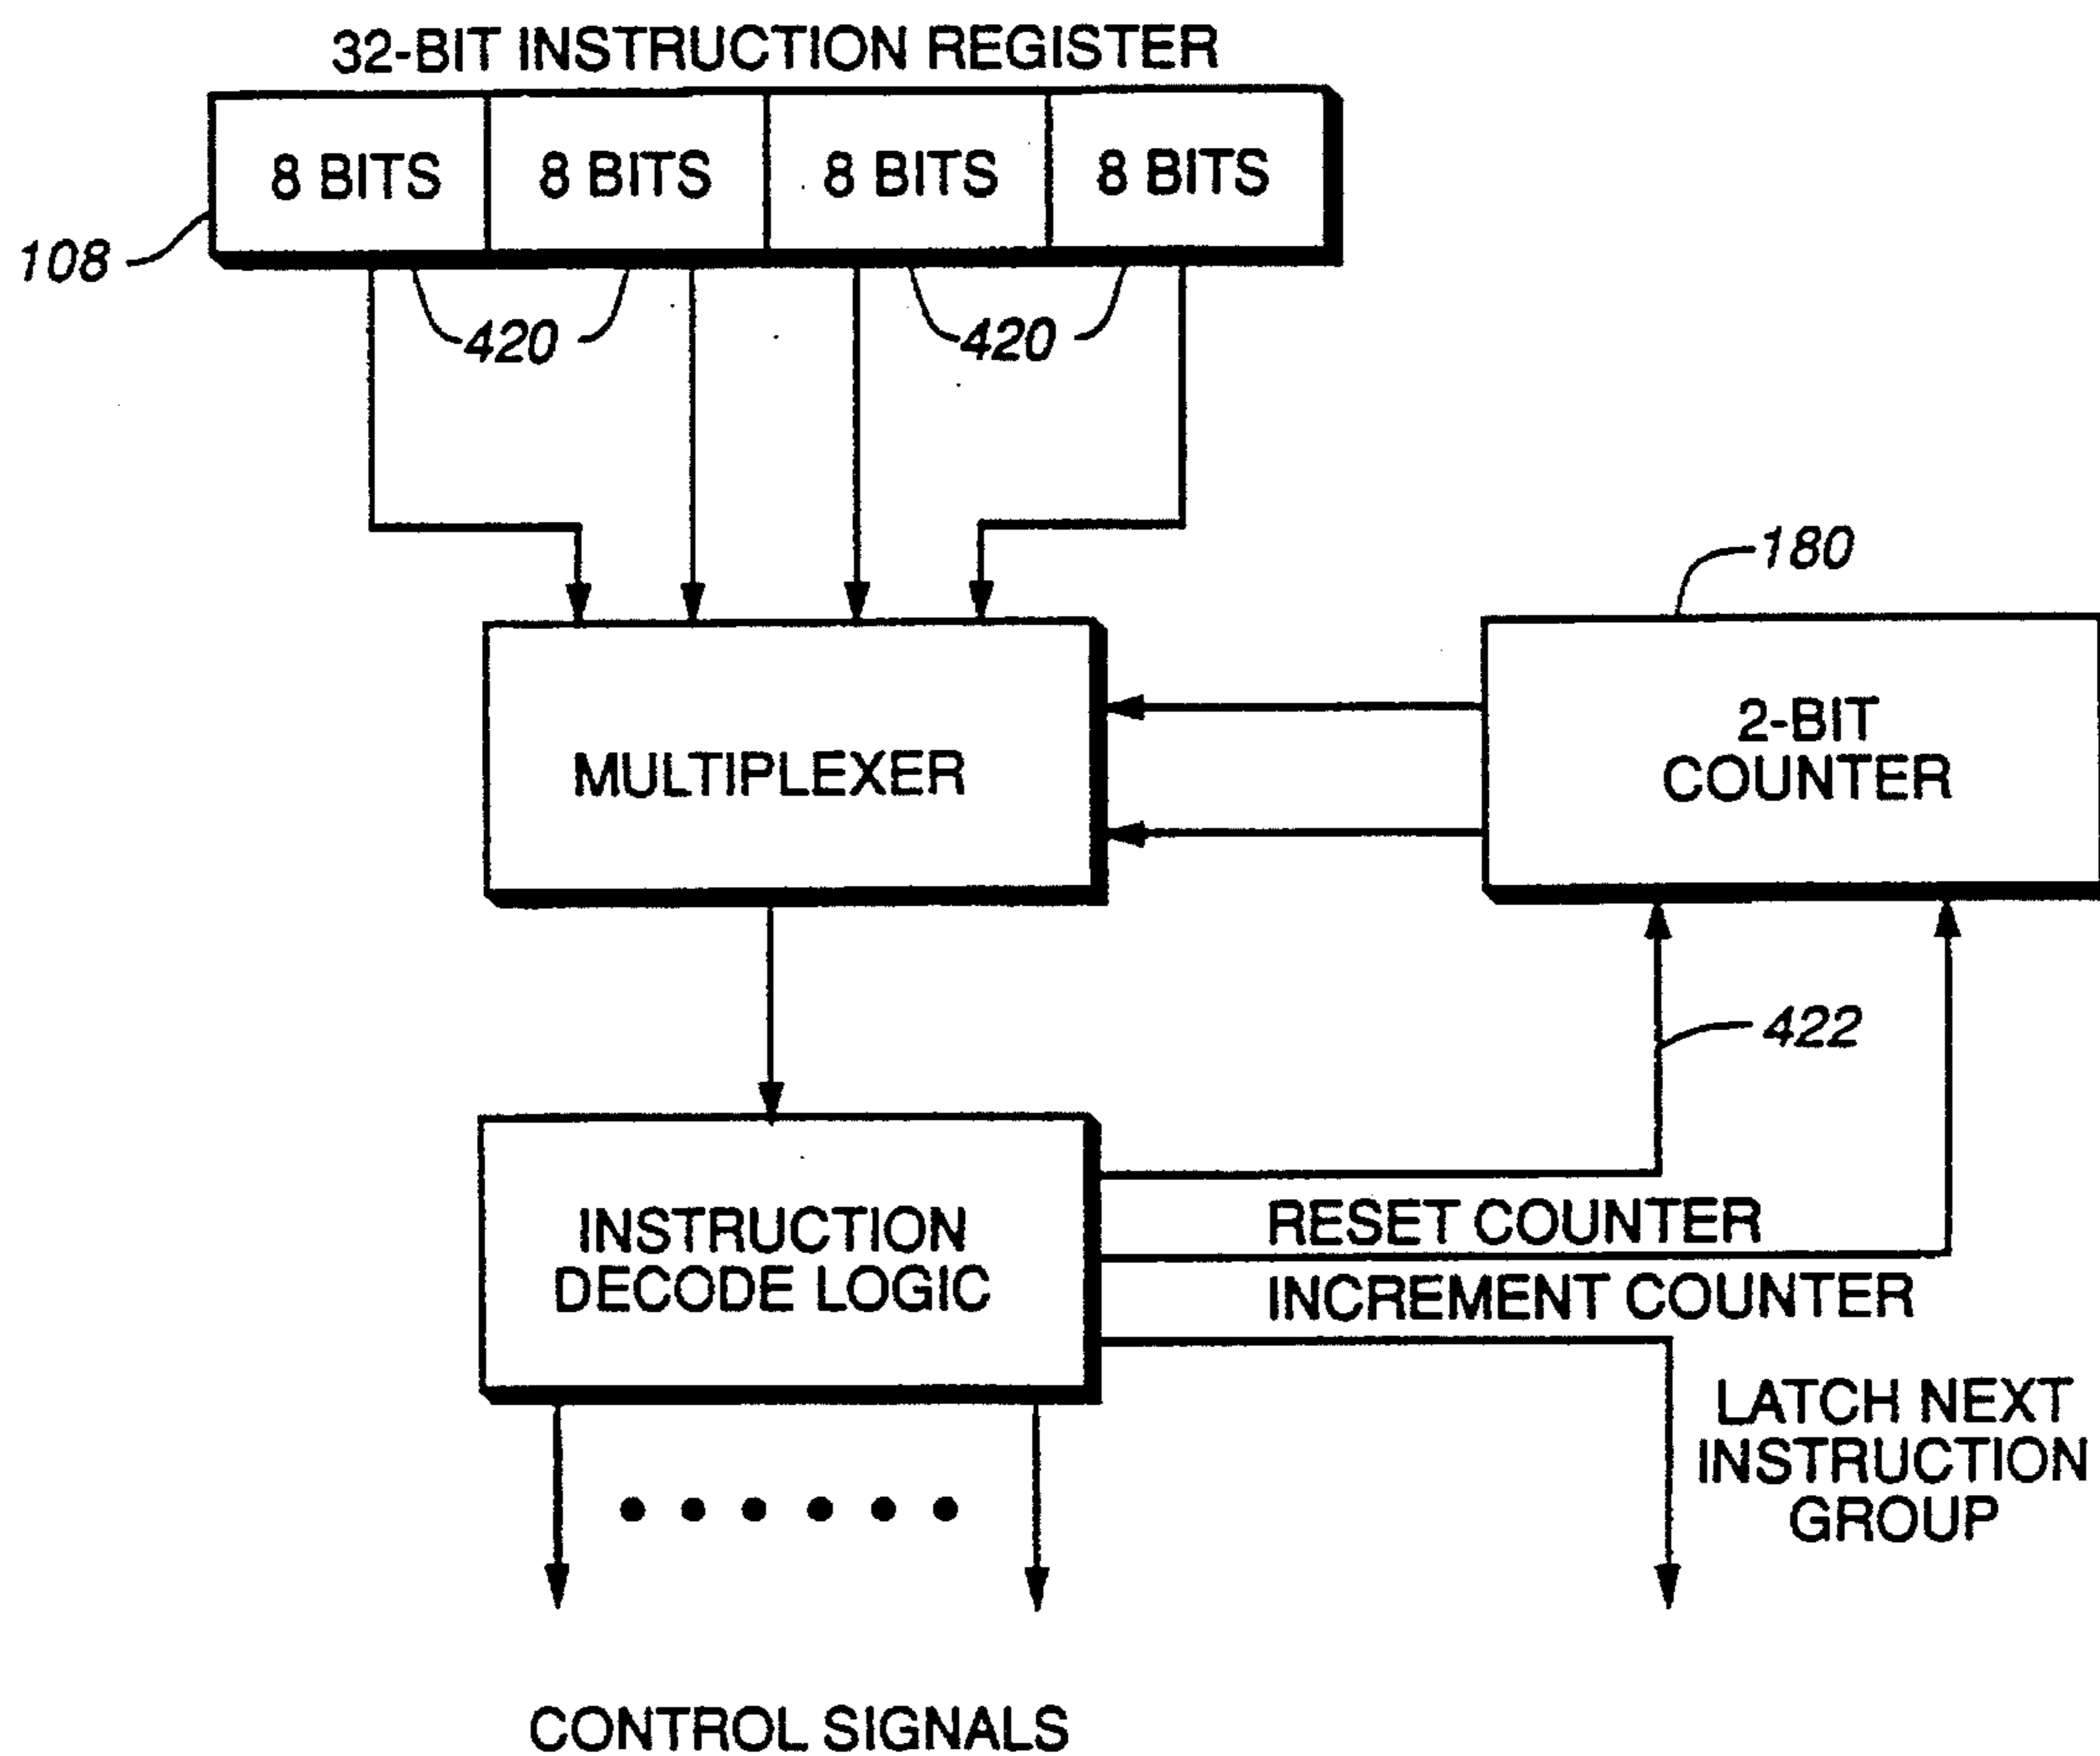 32-BIT INSTRUCTION REGISTER
8 BITS 8 BITS 8 BITS 8 BITS
108
420 420
180
2-BIT
COUNTER
MULTIPLEXER
422
INSTRUCTION
DECODE LOGIC
RESET COUNTER
INCREMENT COUNTER
LATCH NEXT
INSTRUCTION
GROUP
CONTROL SIGNALS